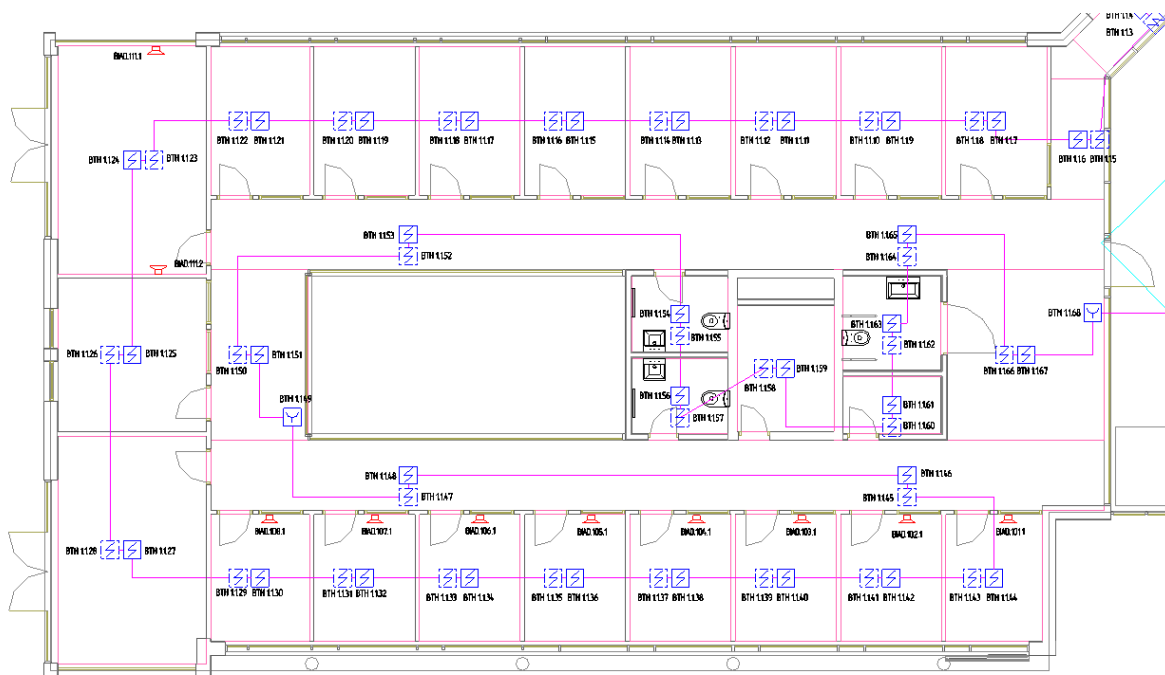 BTH 1.1.4
BTH 1.1.3
BIAD.111.1
BTH 1.1.22
BTH 1.1.21
BTH 1.1.20
BTH 1.1.19
BTH 1.1.18
BTH 1.1.17
BTH 1.1.16
BTH 1.1.15
BTH 1.1.14
BTH 1.1.13
BTH 1.1.12
BTH 1.1.11
BTH 1.1.10
BTH 1.1.9
BTH 1.1.8
BTH 1.1.7
BTH 1.1.6
BTH 1.1.5
BTH 1.1.24
BTH 1.1.23
BTH 1.1.53
BTH 1.1.52
BTH 1.1.65
BTH 1.1.64
BIAD.111.2
BTH 1.1.54
BTH 1.1.55
BTH 1.1.63
BTH 1.1.62
BTM 1.1.68
BTH 1.1.26
BTH 1.1.25
BTH 1.1.51
BTH 1.1.50
BTH 1.1.58
BTH 1.1.59
BTH 1.1.66
BTH 1.1.67
BTM 1.1.49
BTH 1.1.56
BTH 1.1.57
BTH 1.1.61
BTH 1.1.60
BTH 1.1.48
BTH 1.1.47
BTH 1.1.46
BTH 1.1.45
BIAD.108.1
BIAD.107.1
BIAD.106.1
BIAD.105.1
BIAD.104.1
BIAD.103.1
BIAD.102.1
BIAD.101.1
BTH 1.1.28
BTH 1.1.27
BTH 1.1.29
BTH 1.1.30
BTH 1.1.31
BTH 1.1.32
BTH 1.1.33
BTH 1.1.34
BTH 1.1.35
BTH 1.1.36
BTH 1.1.37
BTH 1.1.38
BTH 1.1.39
BTH 1.1.40
BTH 1.1.41
BTH 1.1.42
BTH 1.1.43
BTH 1.1.44